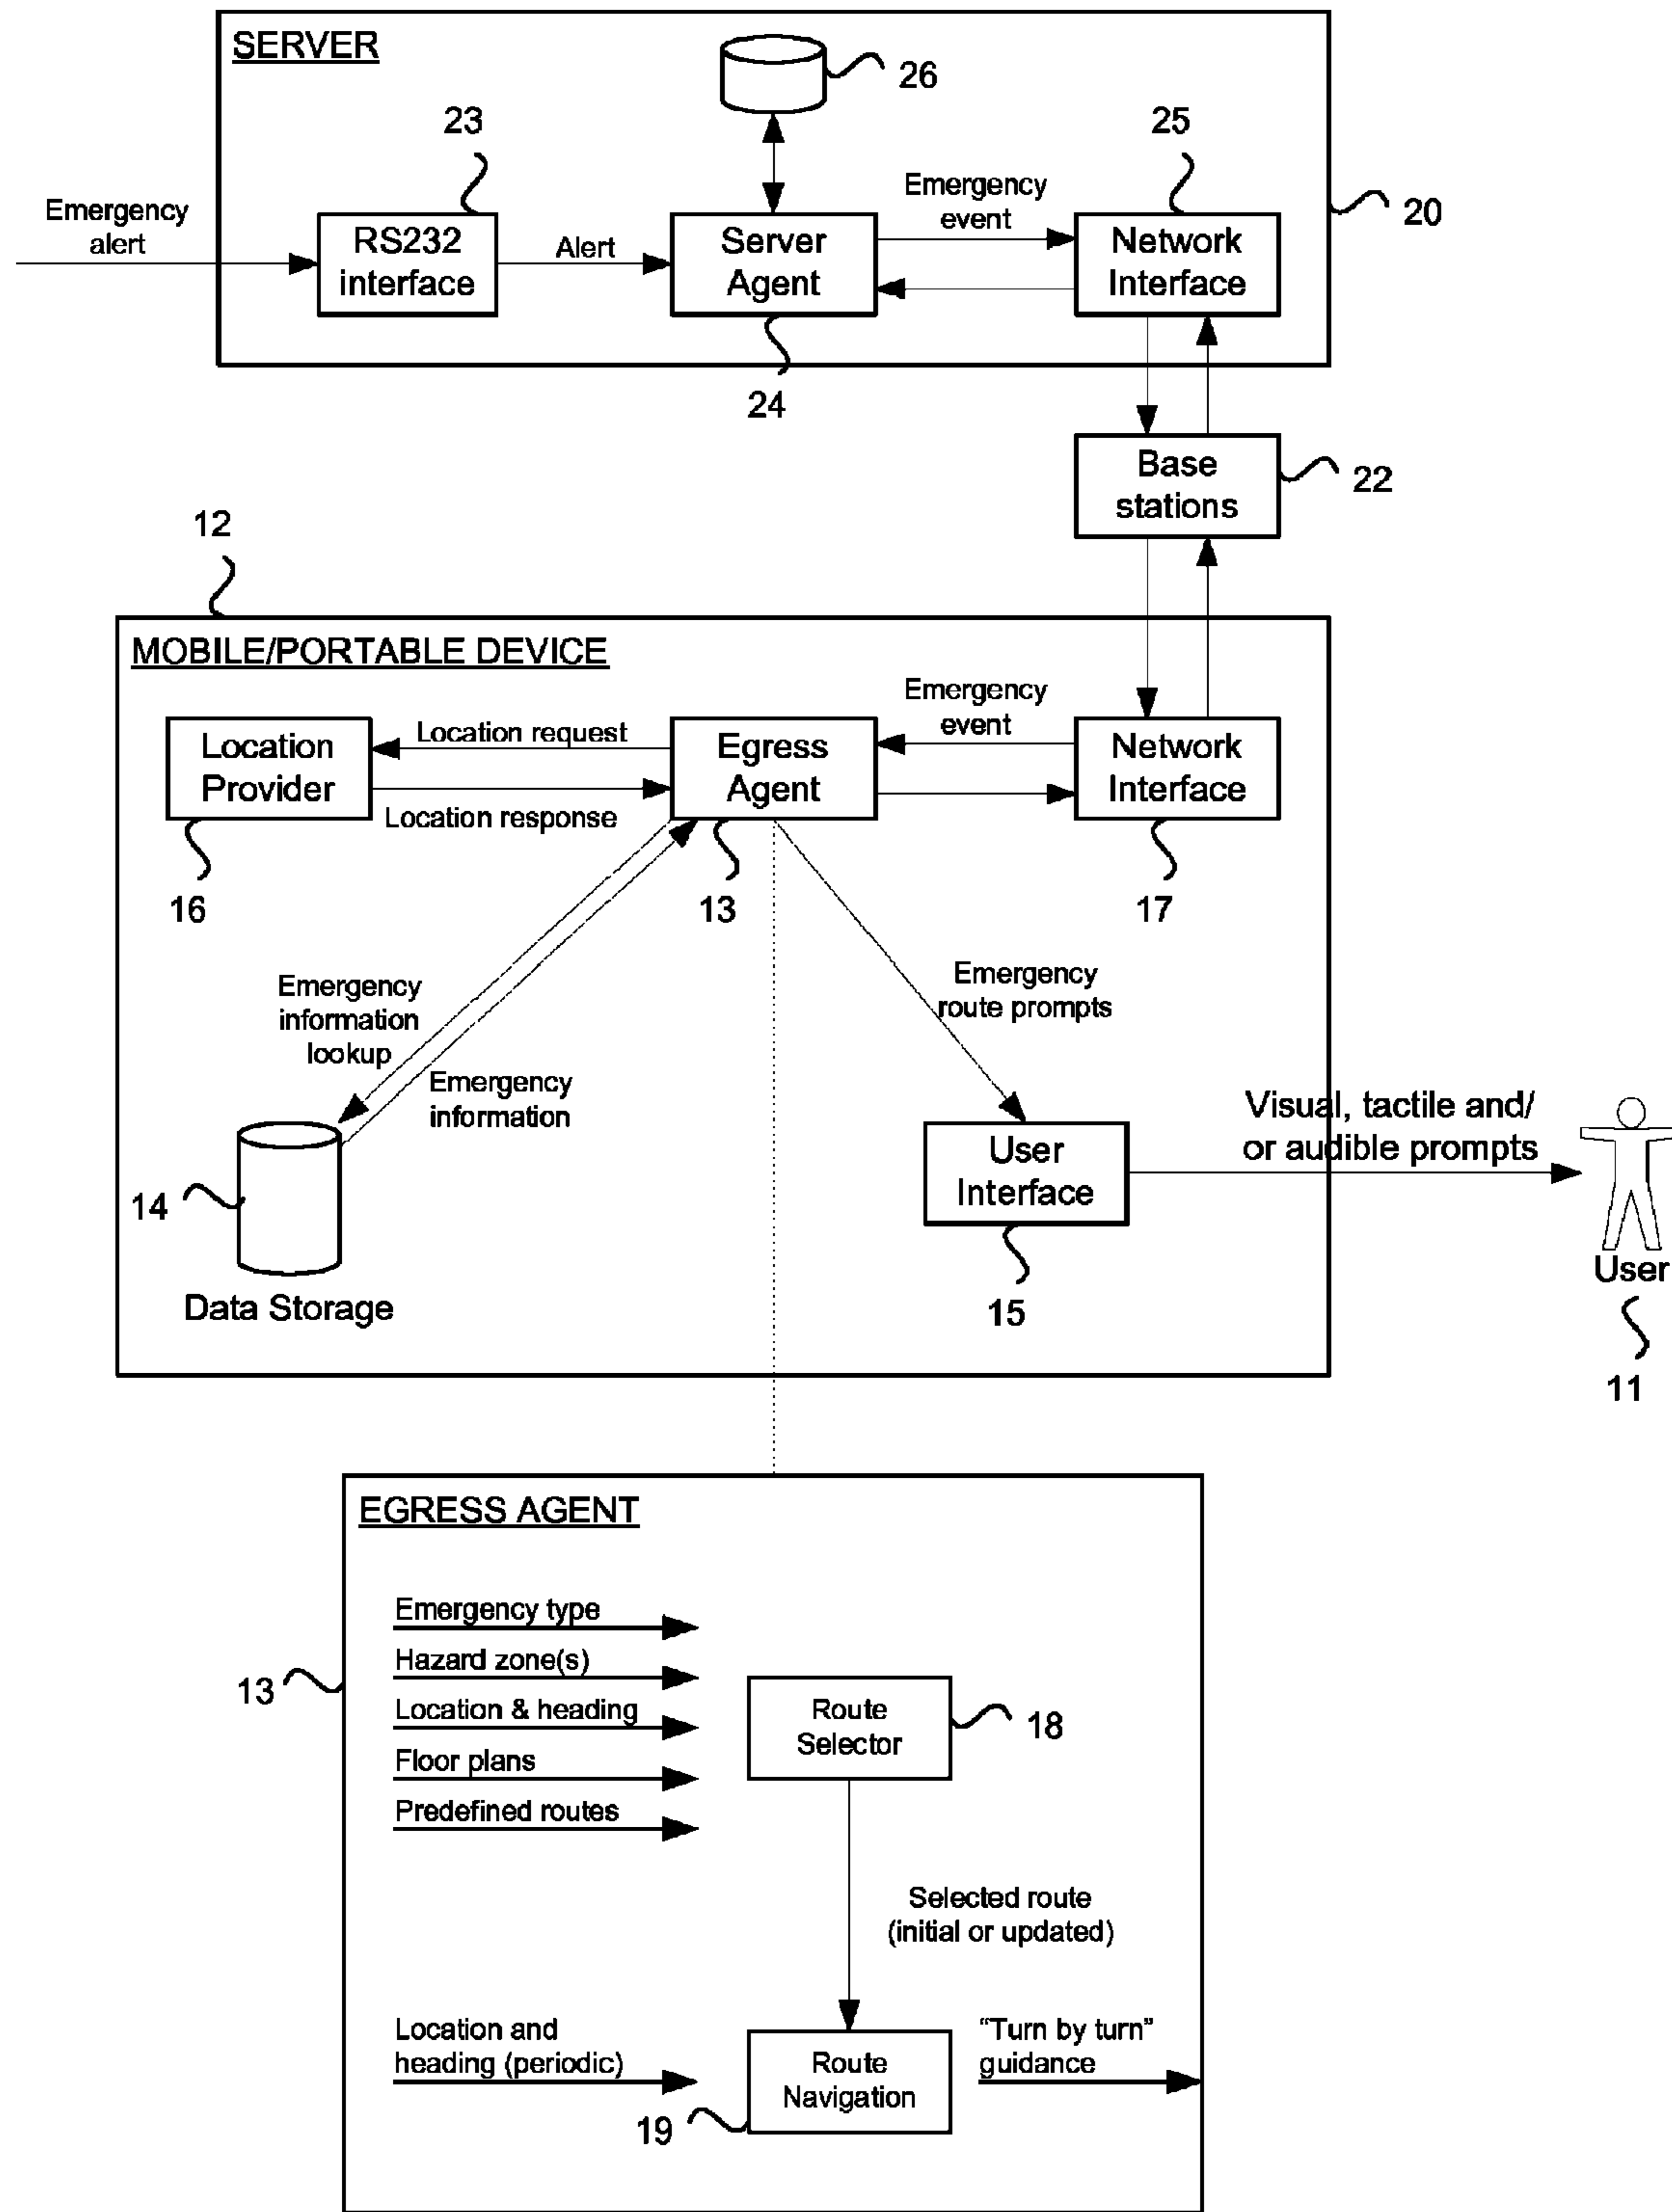 SERVER
26
23
25
Emergency
alert
RS232
interface
Alert
Server
Agent
Emergency
event
Network
Interface
20
24
Base
stations
22
12
MOBILE/PORTABLE DEVICE
Location
Provider
Location request
Location response
Egress
Agent
Emergency
event
Network
Interface
16
13
17
Emergency
information
lookup
Emergency
information
Emergency
route prompts
14
Data Storage
User
Interface
15
Visual, tactile and/
or audible prompts
User
11
EGRESS AGENT
13
Emergency type
Hazard zone(s)
Location & heading
Floor plans
Predefined routes
Route
Selector
18
Selected route
(initial or updated)
Location and
heading (periodic)
Route
Navigation
19
“Turn by turn”
guidance